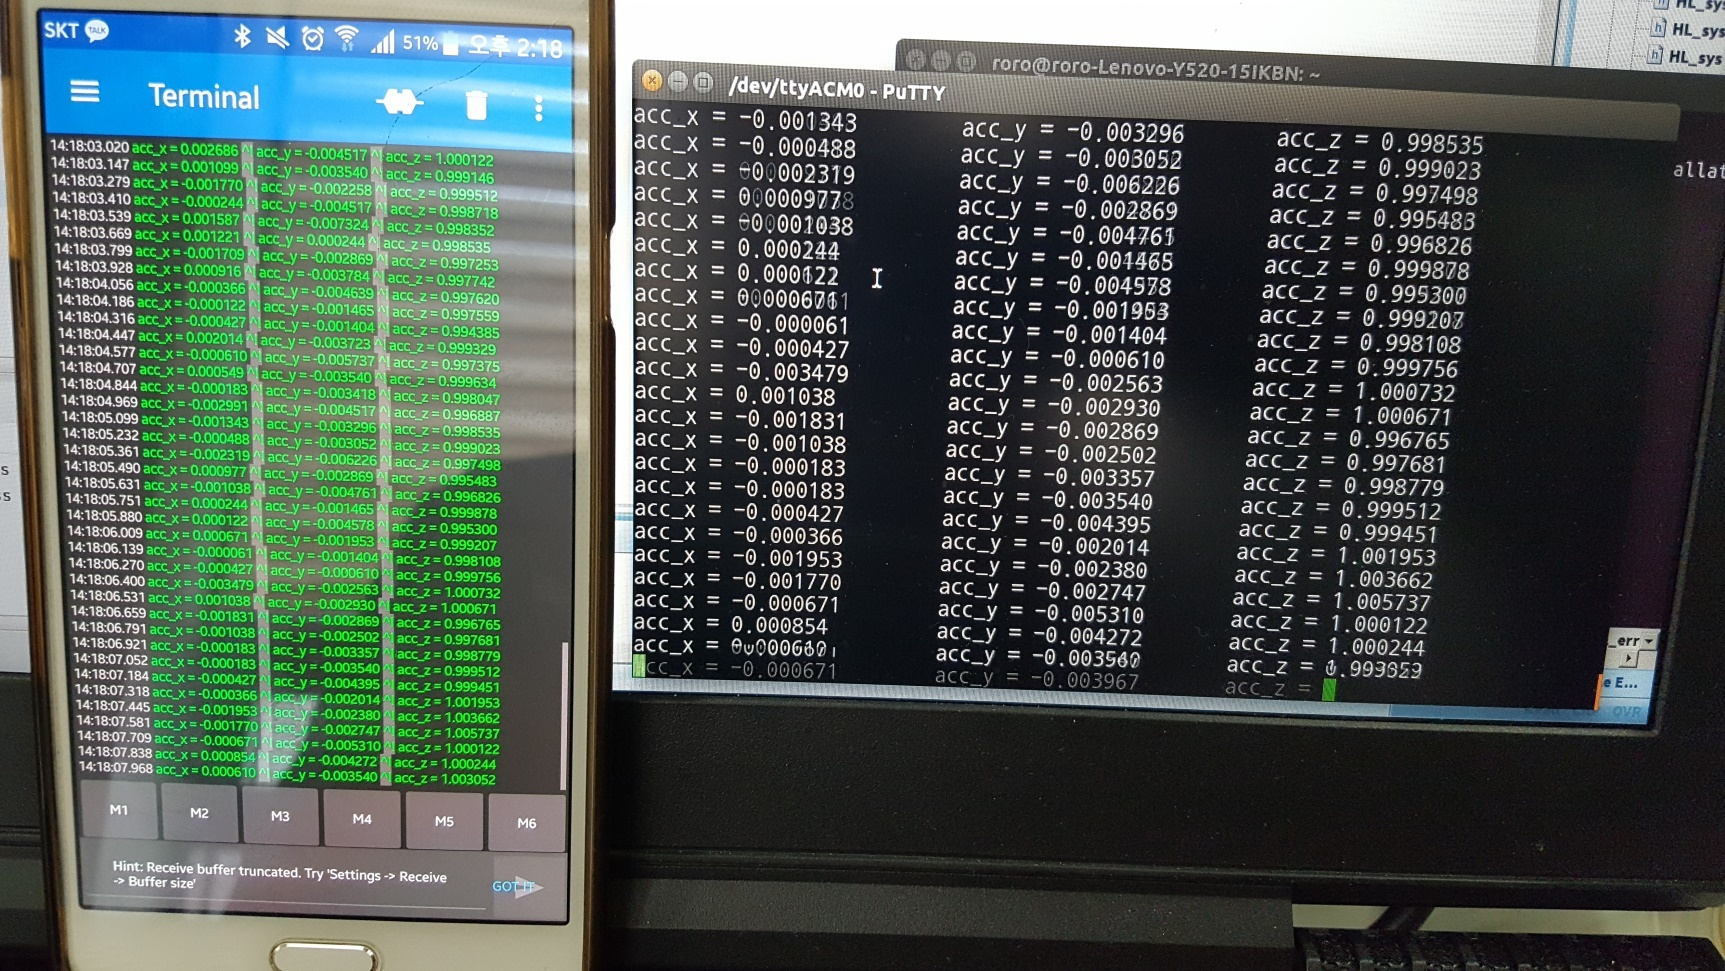 SKT TALK 51% 오후 2:18
Terminal
14:18:03.020 acc_x = 0.002686 ^| acc_y = -0.004517 ^| acc_z = 1.000122
14:18:03.147 acc_x = 0.001099 ^| acc_y = -0.003540 ^| acc_z = 0.999146
14:18:03.279 acc_x = -0.001770 ^| acc_y = -0.002258 ^| acc_z = 0.999512
14:18:03.410 acc_x = -0.000244 ^| acc_y = -0.004517 ^| acc_z = 0.998718
14:18:03.539 acc_x = 0.001587 ^| acc_y = -0.007324 ^| acc_z = 0.998352
14:18:03.669 acc_x = 0.001221 ^| acc_y = 0.000244 ^| acc_z = 0.998535
14:18:03.799 acc_x = -0.001709 ^| acc_y = -0.002869 ^| acc_z = 0.997253
14:18:03.928 acc_x = 0.000916 ^| acc_y = -0.003784 ^| acc_z = 0.997742
14:18:04.056 acc_x = -0.000366 ^| acc_y = -0.004639 ^| acc_z = 0.997620
14:18:04.186 acc_x = -0.000122 ^| acc_y = -0.001465 ^| acc_z = 0.997559
14:18:04.316 acc_x = -0.000427 ^| acc_y = -0.001404 ^| acc_z = 0.994385
14:18:04.447 acc_x = 0.002014 ^| acc_y = -0.003723 ^| acc_z = 0.999329
14:18:04.577 acc_x = -0.000610 ^| acc_y = -0.005737 ^| acc_z = 0.997375
14:18:04.707 acc_x = 0.000549 ^| acc_y = -0.003540 ^| acc_z = 0.999634
14:18:04.844 acc_x = -0.000183 ^| acc_y = -0.003418 ^| acc_z = 0.998047
14:18:04.969 acc_x = -0.002991 ^| acc_y = -0.004517 ^| acc_z = 0.996887
14:18:05.099 acc_x = -0.001343 ^| acc_y = -0.003296 ^| acc_z = 0.998535
14:18:05.232 acc_x = -0.000488 ^| acc_y = -0.003052 ^| acc_z = 0.999023
14:18:05.361 acc_x = -0.002319 ^| acc_y = -0.006226 ^| acc_z = 0.997498
14:18:05.490 acc_x = 0.000977 ^| acc_y = -0.002869 ^| acc_z = 0.995483
14:18:05.631 acc_x = -0.001038 ^| acc_y = -0.004761 ^| acc_z = 0.996826
14:18:05.751 acc_x = 0.000244 ^| acc_y = -0.001465 ^| acc_z = 0.999878
14:18:05.880 acc_x = 0.000122 ^| acc_y = -0.004578 ^| acc_z = 0.995300
14:18:06.009 acc_x = 0.000671 ^| acc_y = -0.001953 ^| acc_z = 0.999207
14:18:06.139 acc_x = -0.000061 ^| acc_y = -0.001404 ^| acc_z = 0.998108
14:18:06.270 acc_x = -0.000427 ^| acc_y = -0.000610 ^| acc_z = 0.999756
14:18:06.400 acc_x = -0.003479 ^| acc_y = -0.002563 ^| acc_z = 1.000732
14:18:06.531 acc_x = 0.001038 ^| acc_y = -0.002930 ^| acc_z = 1.000671
14:18:06.659 acc_x = -0.001831 ^| acc_y = -0.002869 ^| acc_z = 0.996765
14:18:06.791 acc_x = -0.001038 ^| acc_y = -0.002502 ^| acc_z = 0.997681
14:18:06.921 acc_x = -0.000183 ^| acc_y = -0.003357 ^| acc_z = 0.998779
14:18:07.052 acc_x = -0.000183 ^| acc_y = -0.003540 ^| acc_z = 0.999512
14:18:07.184 acc_x = -0.000427 ^| acc_y = -0.004395 ^| acc_z = 0.999451
14:18:07.318 acc_x = -0.000366 ^| acc_y = -0.002014 ^| acc_z = 1.001953
14:18:07.445 acc_x = -0.001953 ^| acc_y = -0.002380 ^| acc_z = 1.003662
14:18:07.581 acc_x = -0.001770 ^| acc_y = -0.002747 ^| acc_z = 1.005737
14:18:07.709 acc_x = -0.000671 ^| acc_y = -0.005310 ^| acc_z = 1.000122
14:18:07.838 acc_x = 0.000854 ^| acc_y = -0.004272 ^| acc_z = 1.000244
14:18:07.968 acc_x = 0.000610 ^| acc_y = -0.003540 ^| acc_z = 1.003052
M1 M2 M3 M4 M5 M6
Hint: Receive buffer truncated. Try 'Settings -> Receive
-> Buffer size'
GOT IT
roro@roro-Lenovo-Y520-15IKBN: ~
/dev/ttyACM0 - PuTTY
acc_x = -0.001343 acc_y = -0.003296 acc_z = 0.998535
acc_x = -0.000488 acc_y = -0.003052 acc_z = 0.999023
acc_x = acc_y = -0.006226 acc_z = 0.997498
acc_x = acc_y = -0.002869 acc_z = 0.995483
acc_x = acc_y = -0.004761 acc_z = 0.996826
acc_x = 0.000244 acc_y = -0.001465 acc_z = 0.999878
acc_x = 0.000122 acc_y = -0.004578 acc_z = 0.995300
acc_x = acc_y = -0.001953 acc_z = 0.999207
acc_x = -0.000061 acc_y = -0.001404 acc_z = 0.998108
acc_x = -0.000427 acc_y = -0.000610 acc_z = 0.999756
acc_x = -0.003479 acc_y = -0.002563 acc_z = 1.000732
acc_x = 0.001038 acc_y = -0.002930 acc_z = 1.000671
acc_x = -0.001831 acc_y = -0.002869 acc_z = 0.996765
acc_x = -0.001038 acc_y = -0.002502 acc_z = 0.997681
acc_x = -0.000183 acc_y = -0.003357 acc_z = 0.998779
acc_x = -0.000183 acc_y = -0.003540 acc_z = 0.999512
acc_x = -0.000427 acc_y = -0.004395 acc_z = 0.999451
acc_x = -0.000366 acc_y = -0.002014 acc_z = 1.001953
acc_x = -0.001953 acc_y = -0.002380 acc_z = 1.003662
acc_x = -0.001770 acc_y = -0.002747 acc_z = 1.005737
acc_x = -0.000671 acc_y = -0.005310 acc_z = 1.000122
acc_x = 0.000854 acc_y = -0.004272 acc_z = 1.000244
acc_x = acc_y = acc_z =
cc_x = -0.000671 acc_y = -0.003967 acc_z =
HL_sys
HL_sys
HL_sys
allat
_err
e E...
OVR